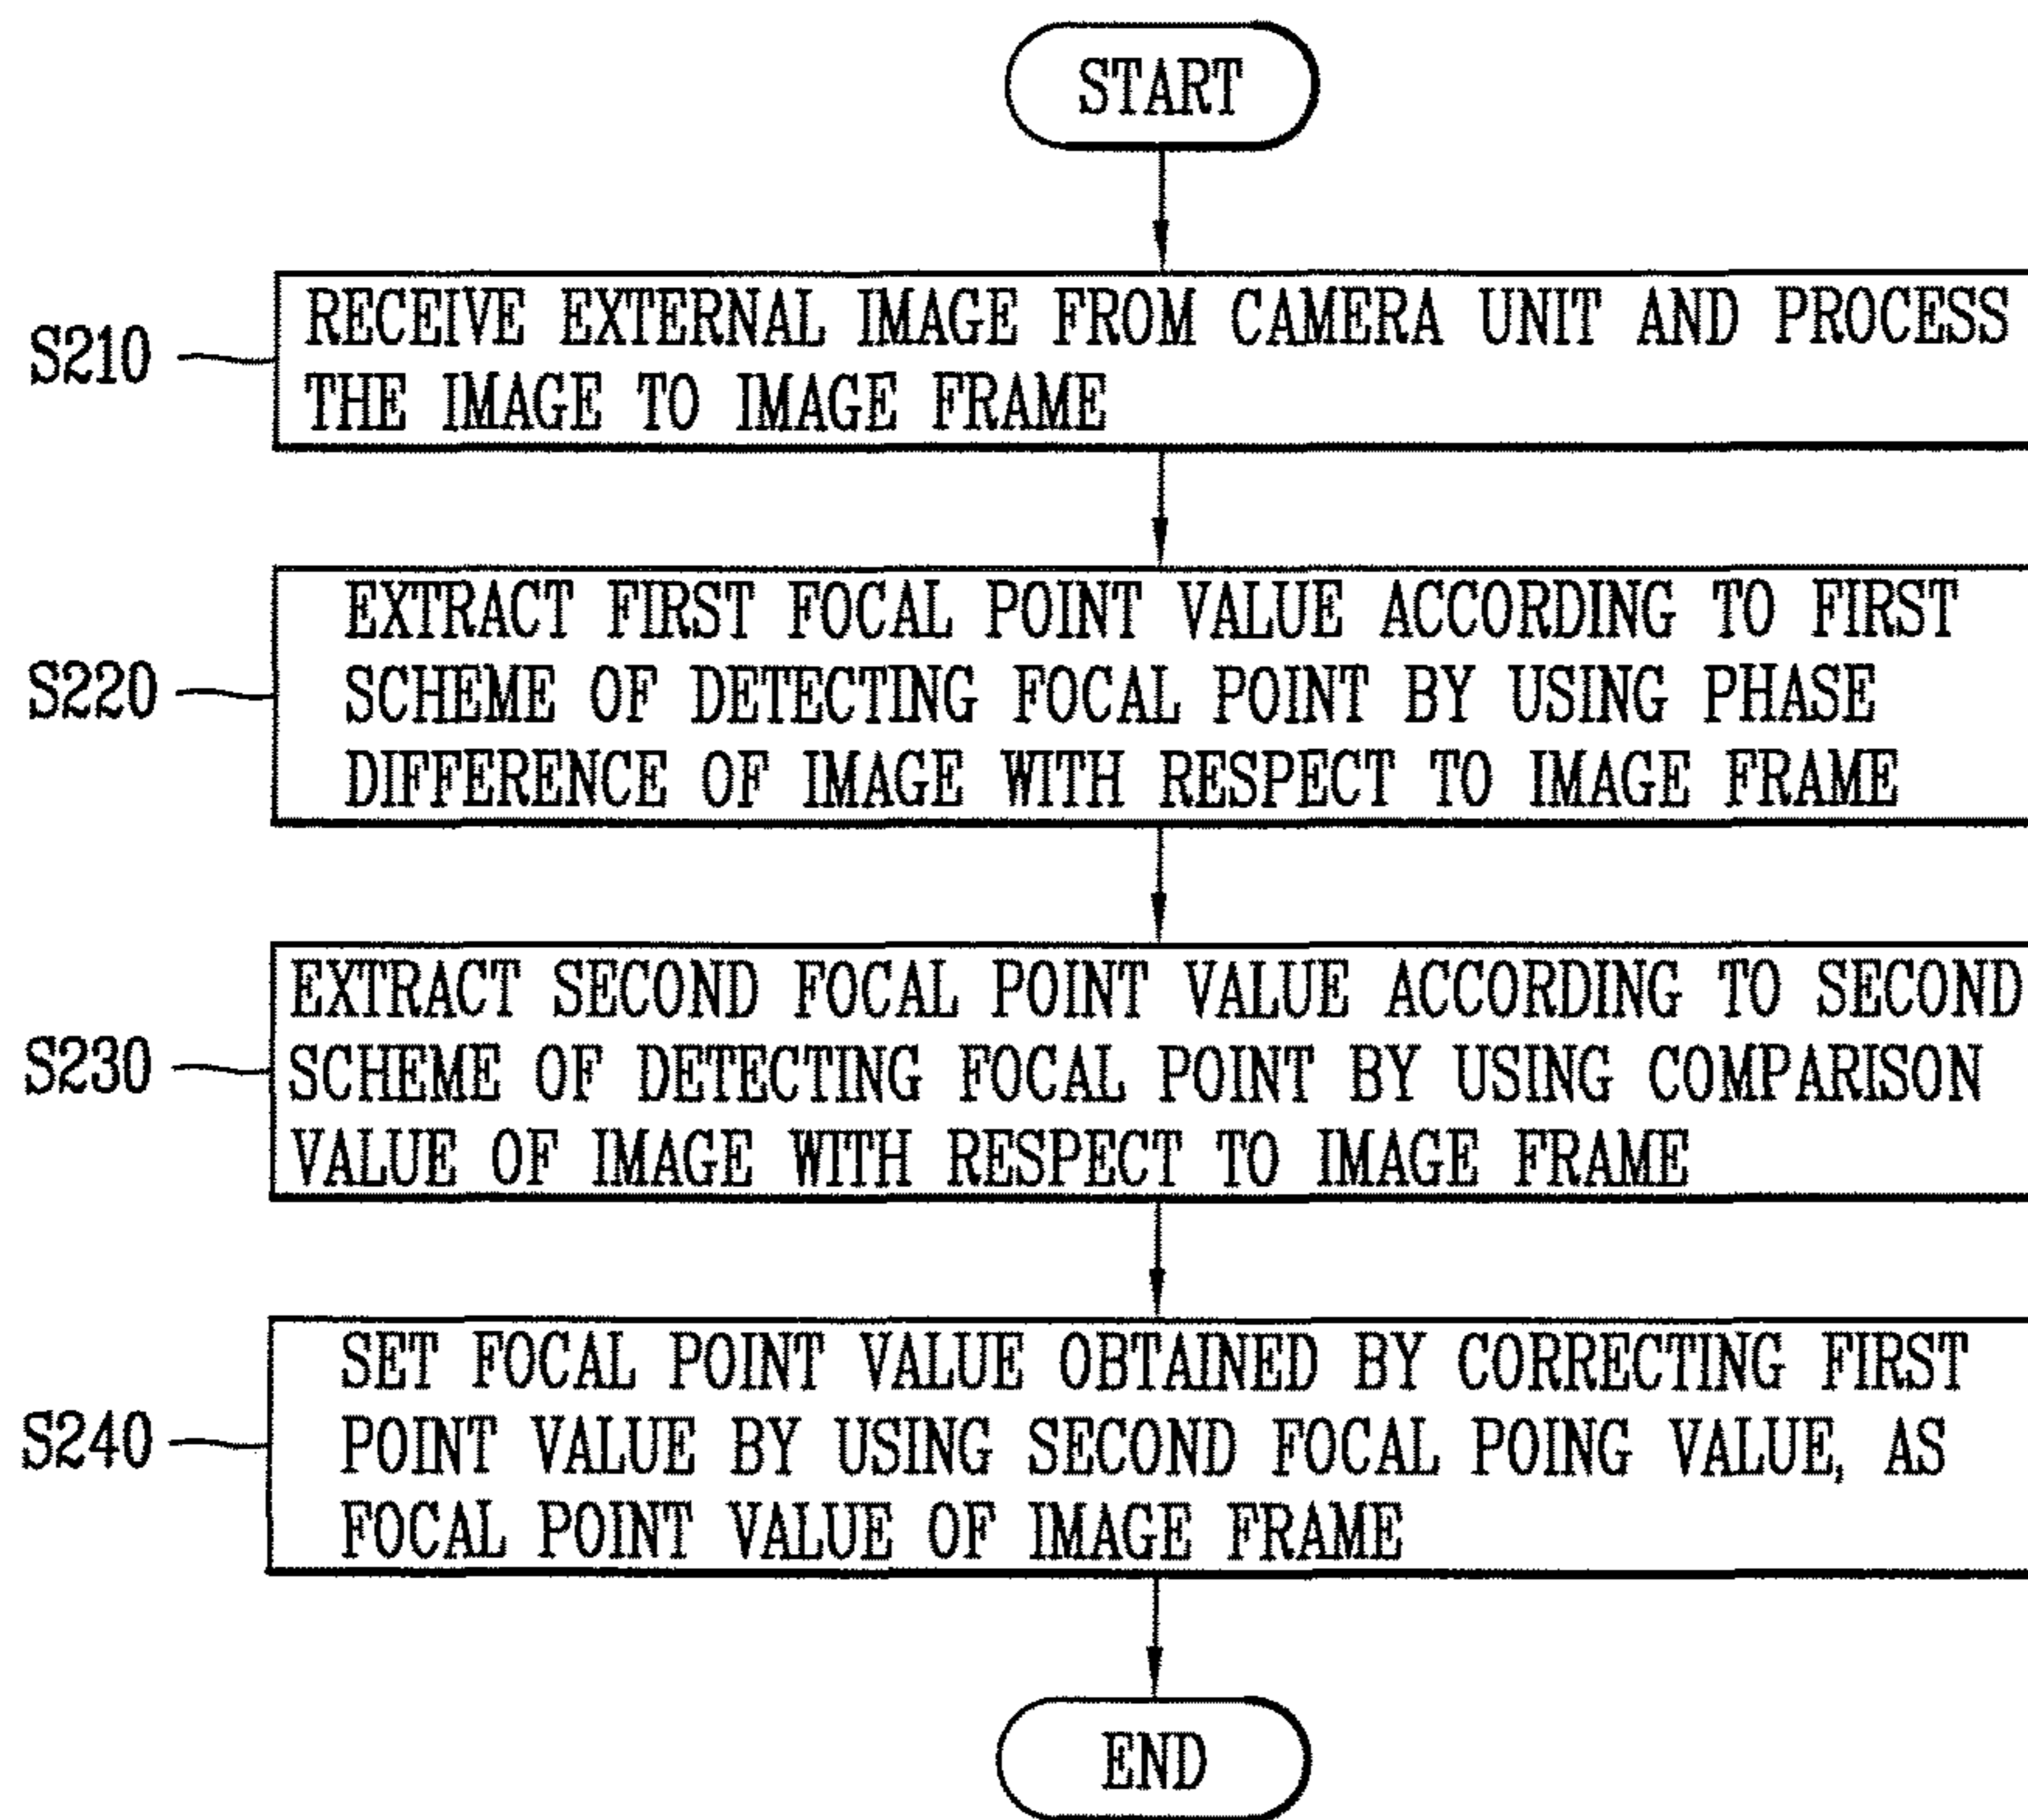 START
S210
RECEIVE EXTERNAL IMAGE FROM CAMERA UNIT AND PROCESS
THE IMAGE TO IMAGE FRAME
S220
EXTRACT FIRST FOCAL POINT VALUE ACCORDING TO FIRST
SCHEME OF DETECTING FOCAL POINT BY USING PHASE
DIFFERENCE OF IMAGE WITH RESPECT TO IMAGE FRAME
S230
EXTRACT SECOND FOCAL POINT VALUE ACCORDING TO SECOND
SCHEME OF DETECTING FOCAL POINT BY USING COMPARISON
VALUE OF IMAGE WITH RESPECT TO IMAGE FRAME
S240
SET FOCAL POINT VALUE OBTAINED BY CORRECTING FIRST
POINT VALUE BY USING SECOND FOCAL POING VALUE, AS
FOCAL POINT VALUE OF IMAGE FRAME
END